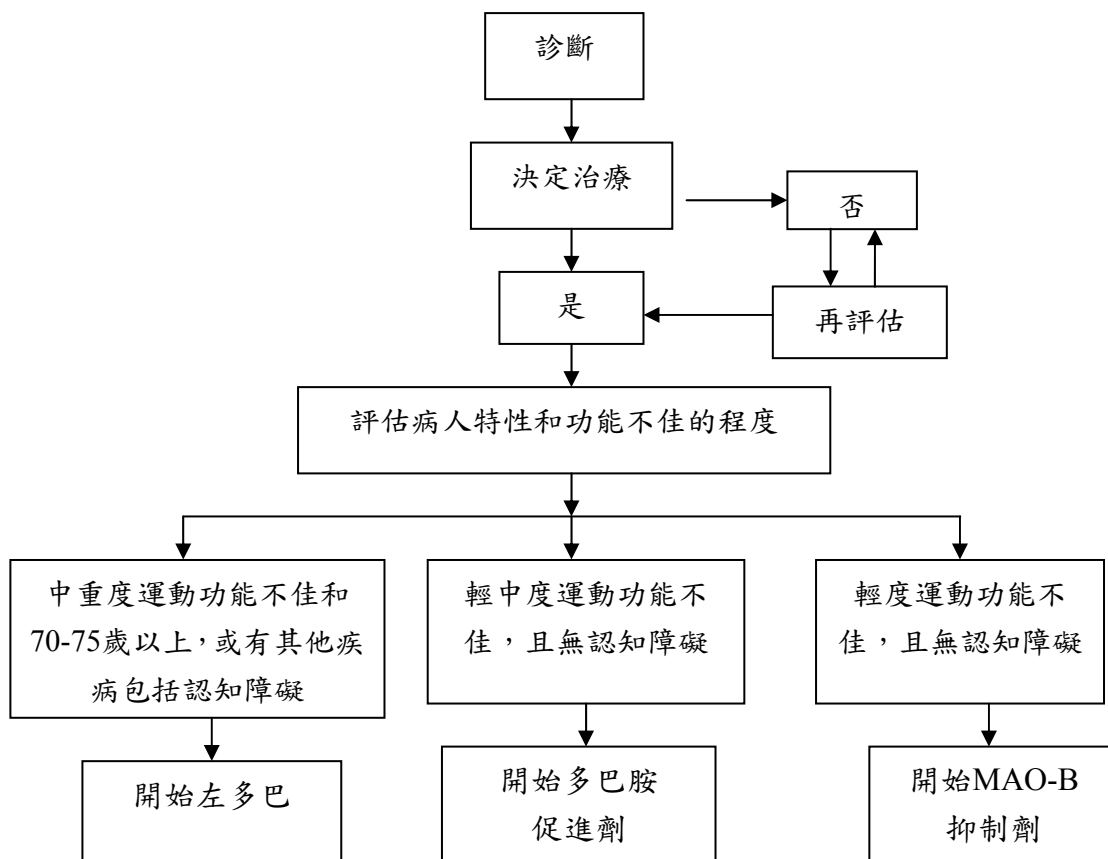 診斷
決定治療
否
是
再評估
評估病人特性和功能不佳的程度
中重度運動功能不佳和
70-75歲以上，或有其他疾
病包括認知障礙
輕中度運動功能不
佳，且無認知障礙
輕度運動功能不
佳，且無認知障礙
開始左多巴
開始多巴胺
促進劑
開始MAO-B
抑制劑